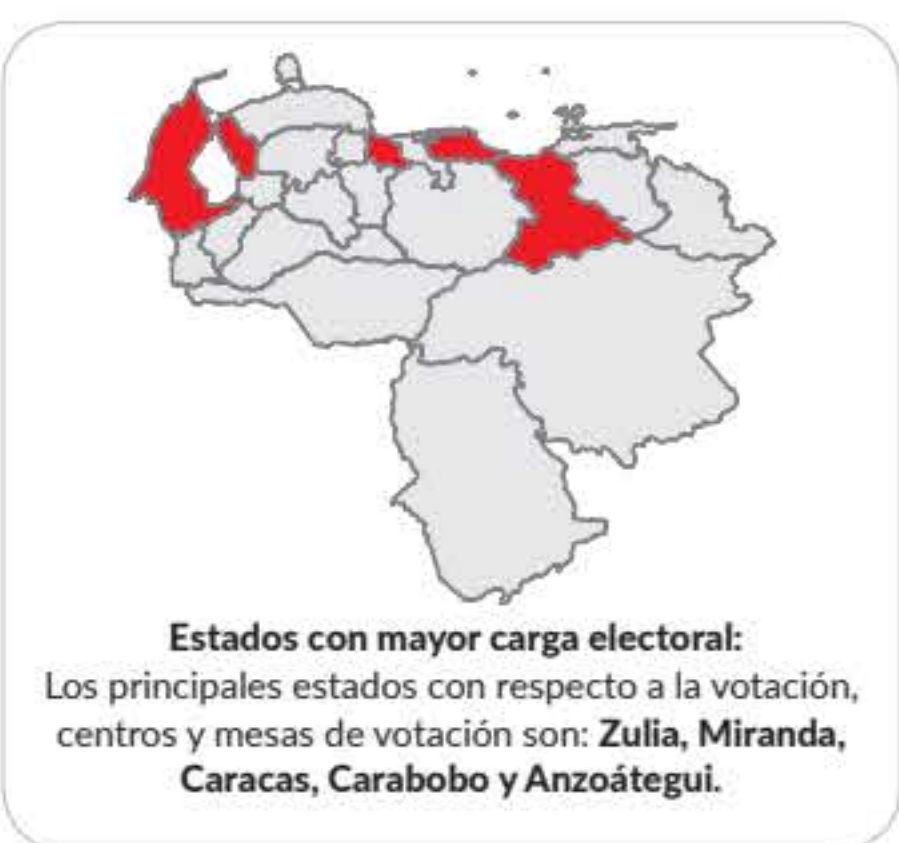 Estados con mayor carga electoral:
Los principales estados con respecto a la votación,
centros y mesas de votación son: Zulia, Miranda,
Caracas, Carabobo y Anzoátegui.